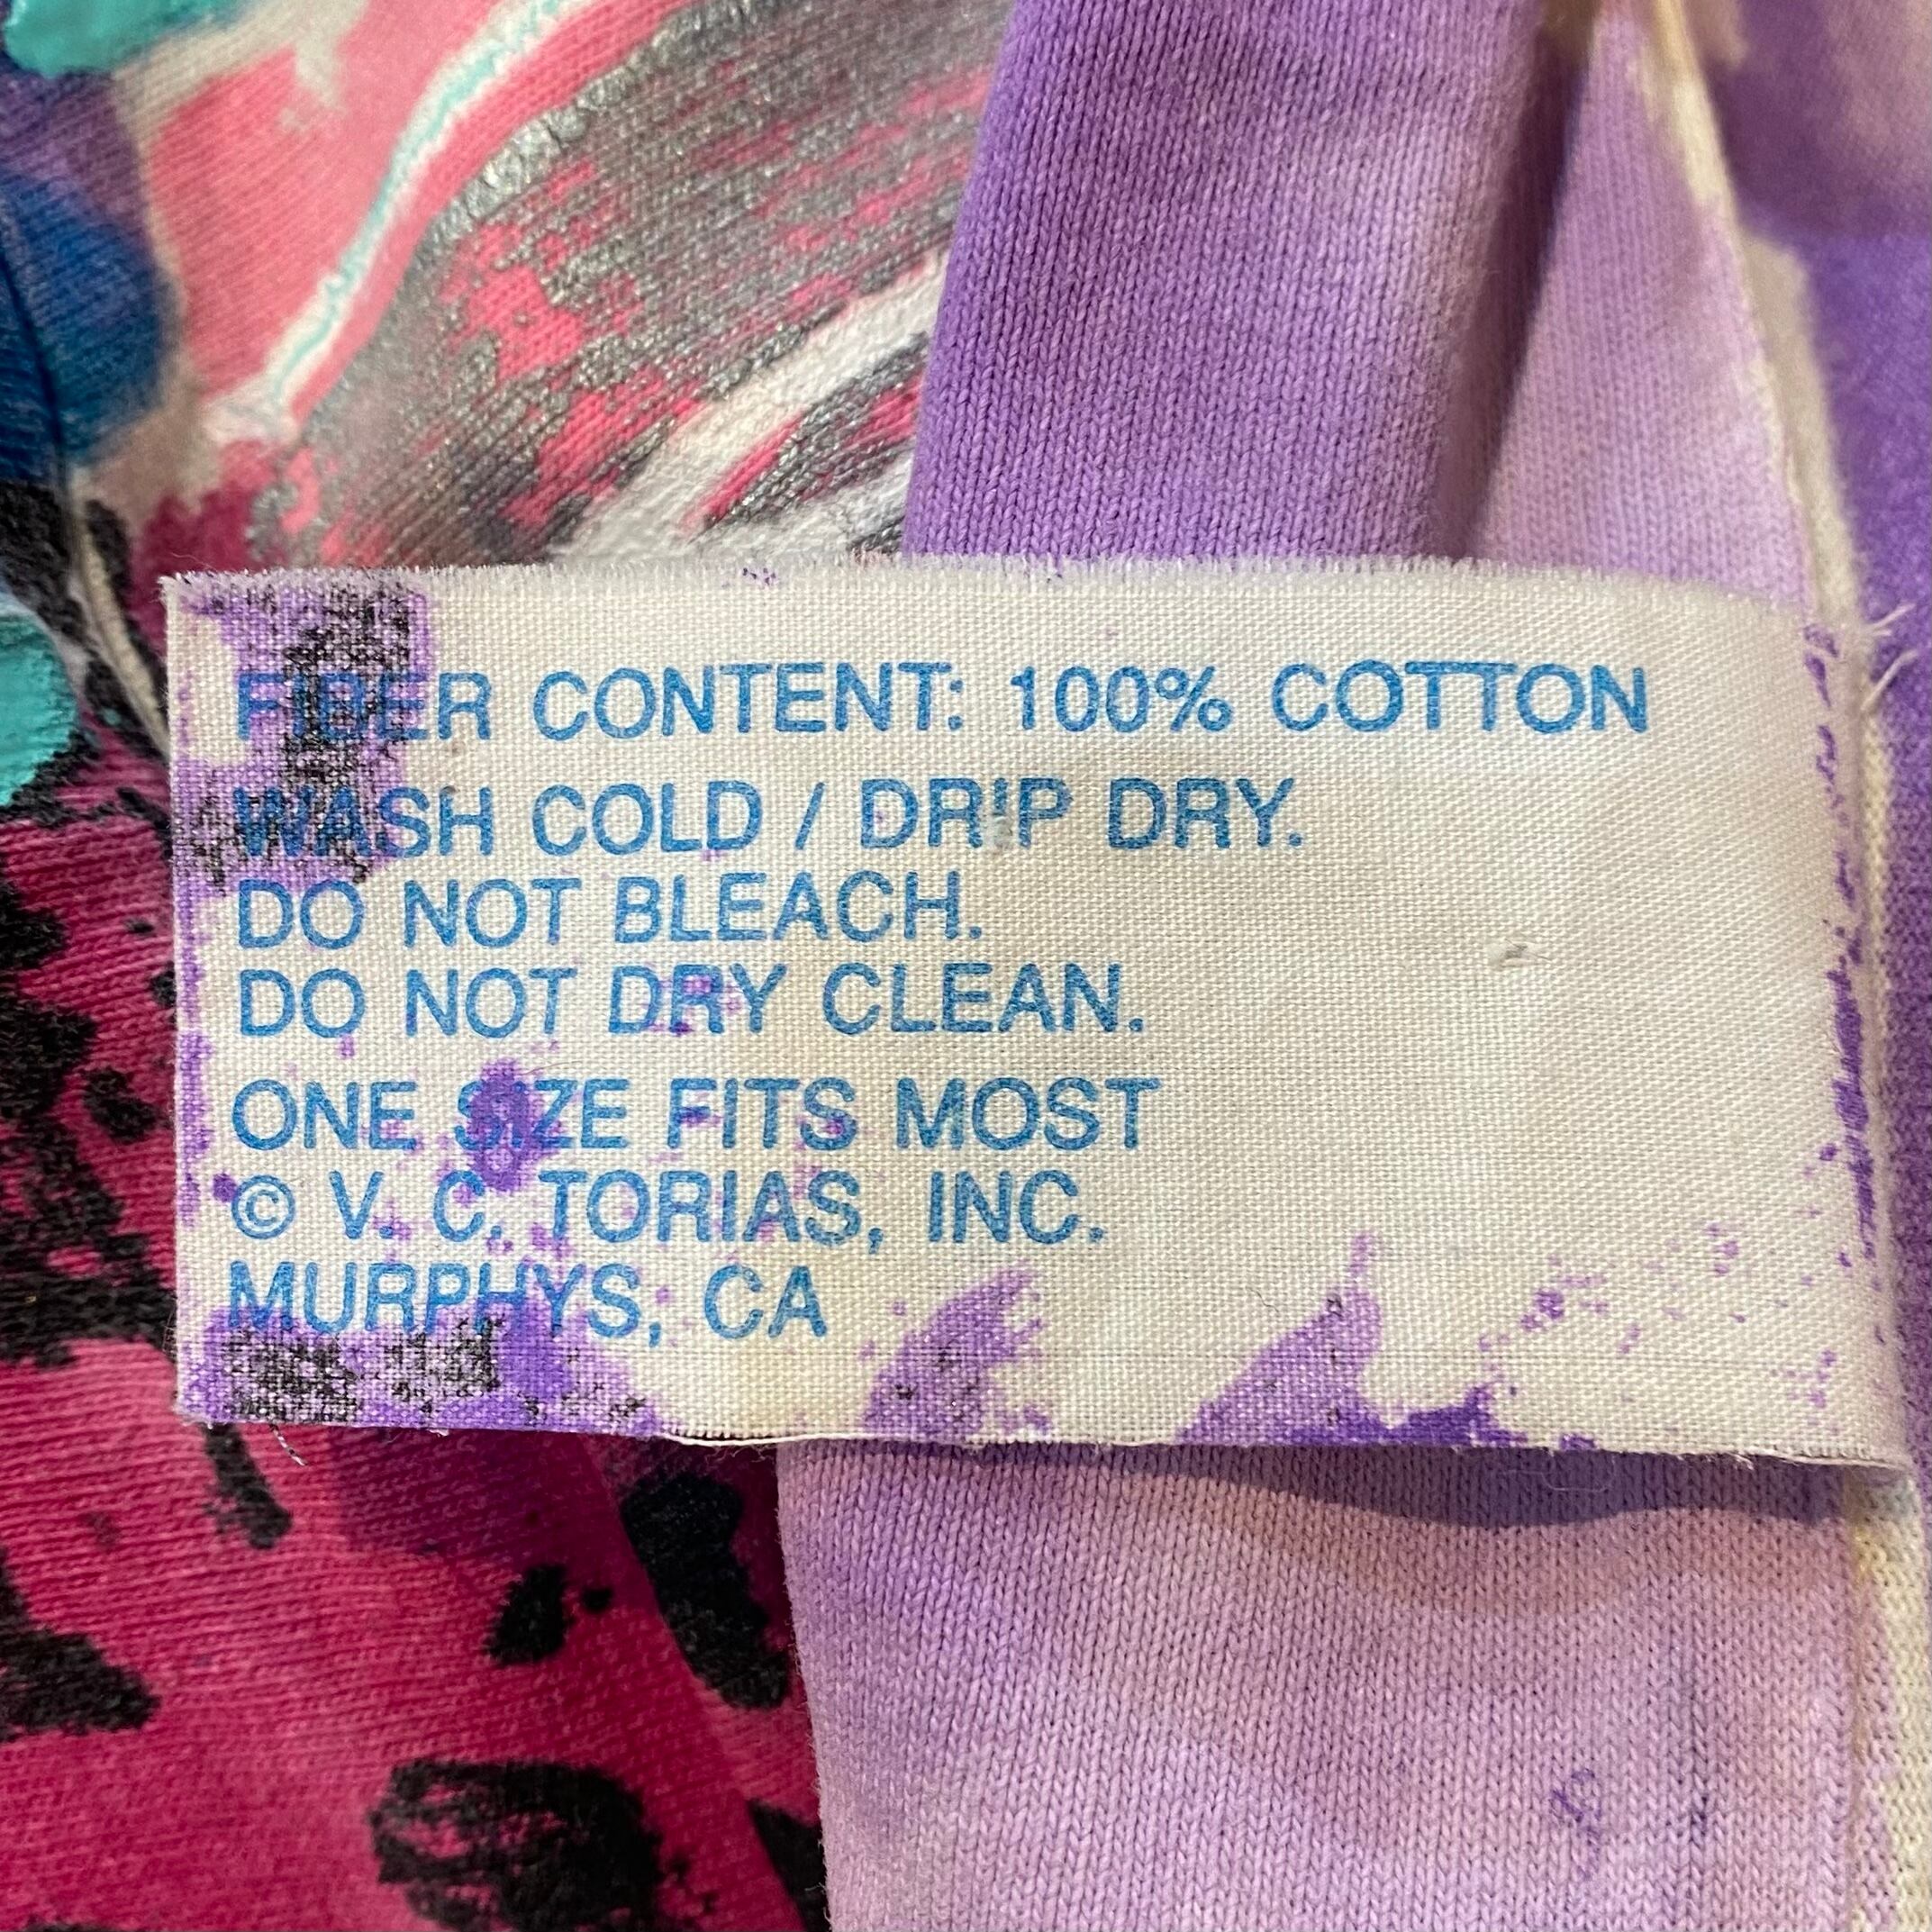 FIBER CONTENT: 100% COTTON
WASH COLD / DRIP DRY.
DO NOT BLEACH.
DO NOT DRY CLEAN.
ONE SIZE FITS MOST
© V. C. TORIAS, INC.
MURPHYS, CA